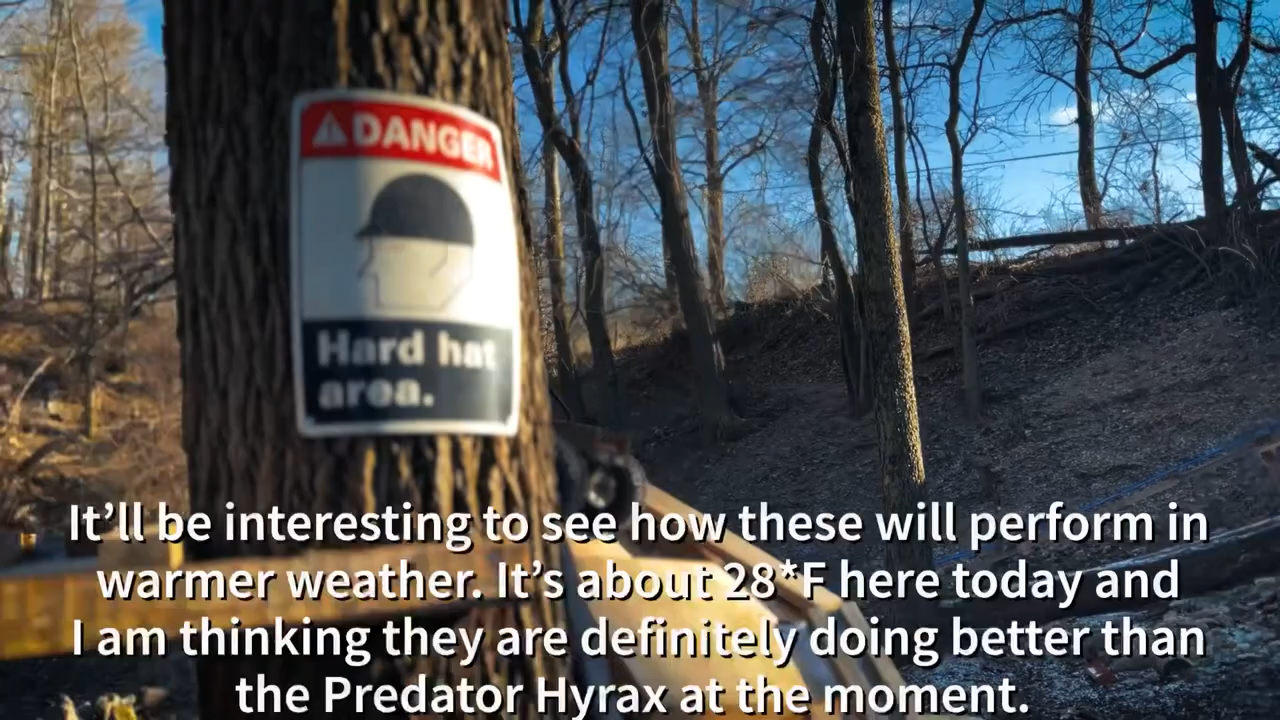 DANGER
Hard hat
area.
It’ll be interesting to see how these will perform in
warmer weather. It’s about 28*F here today and
I am thinking they are definitely doing better than
the Predator Hyrax at the moment.